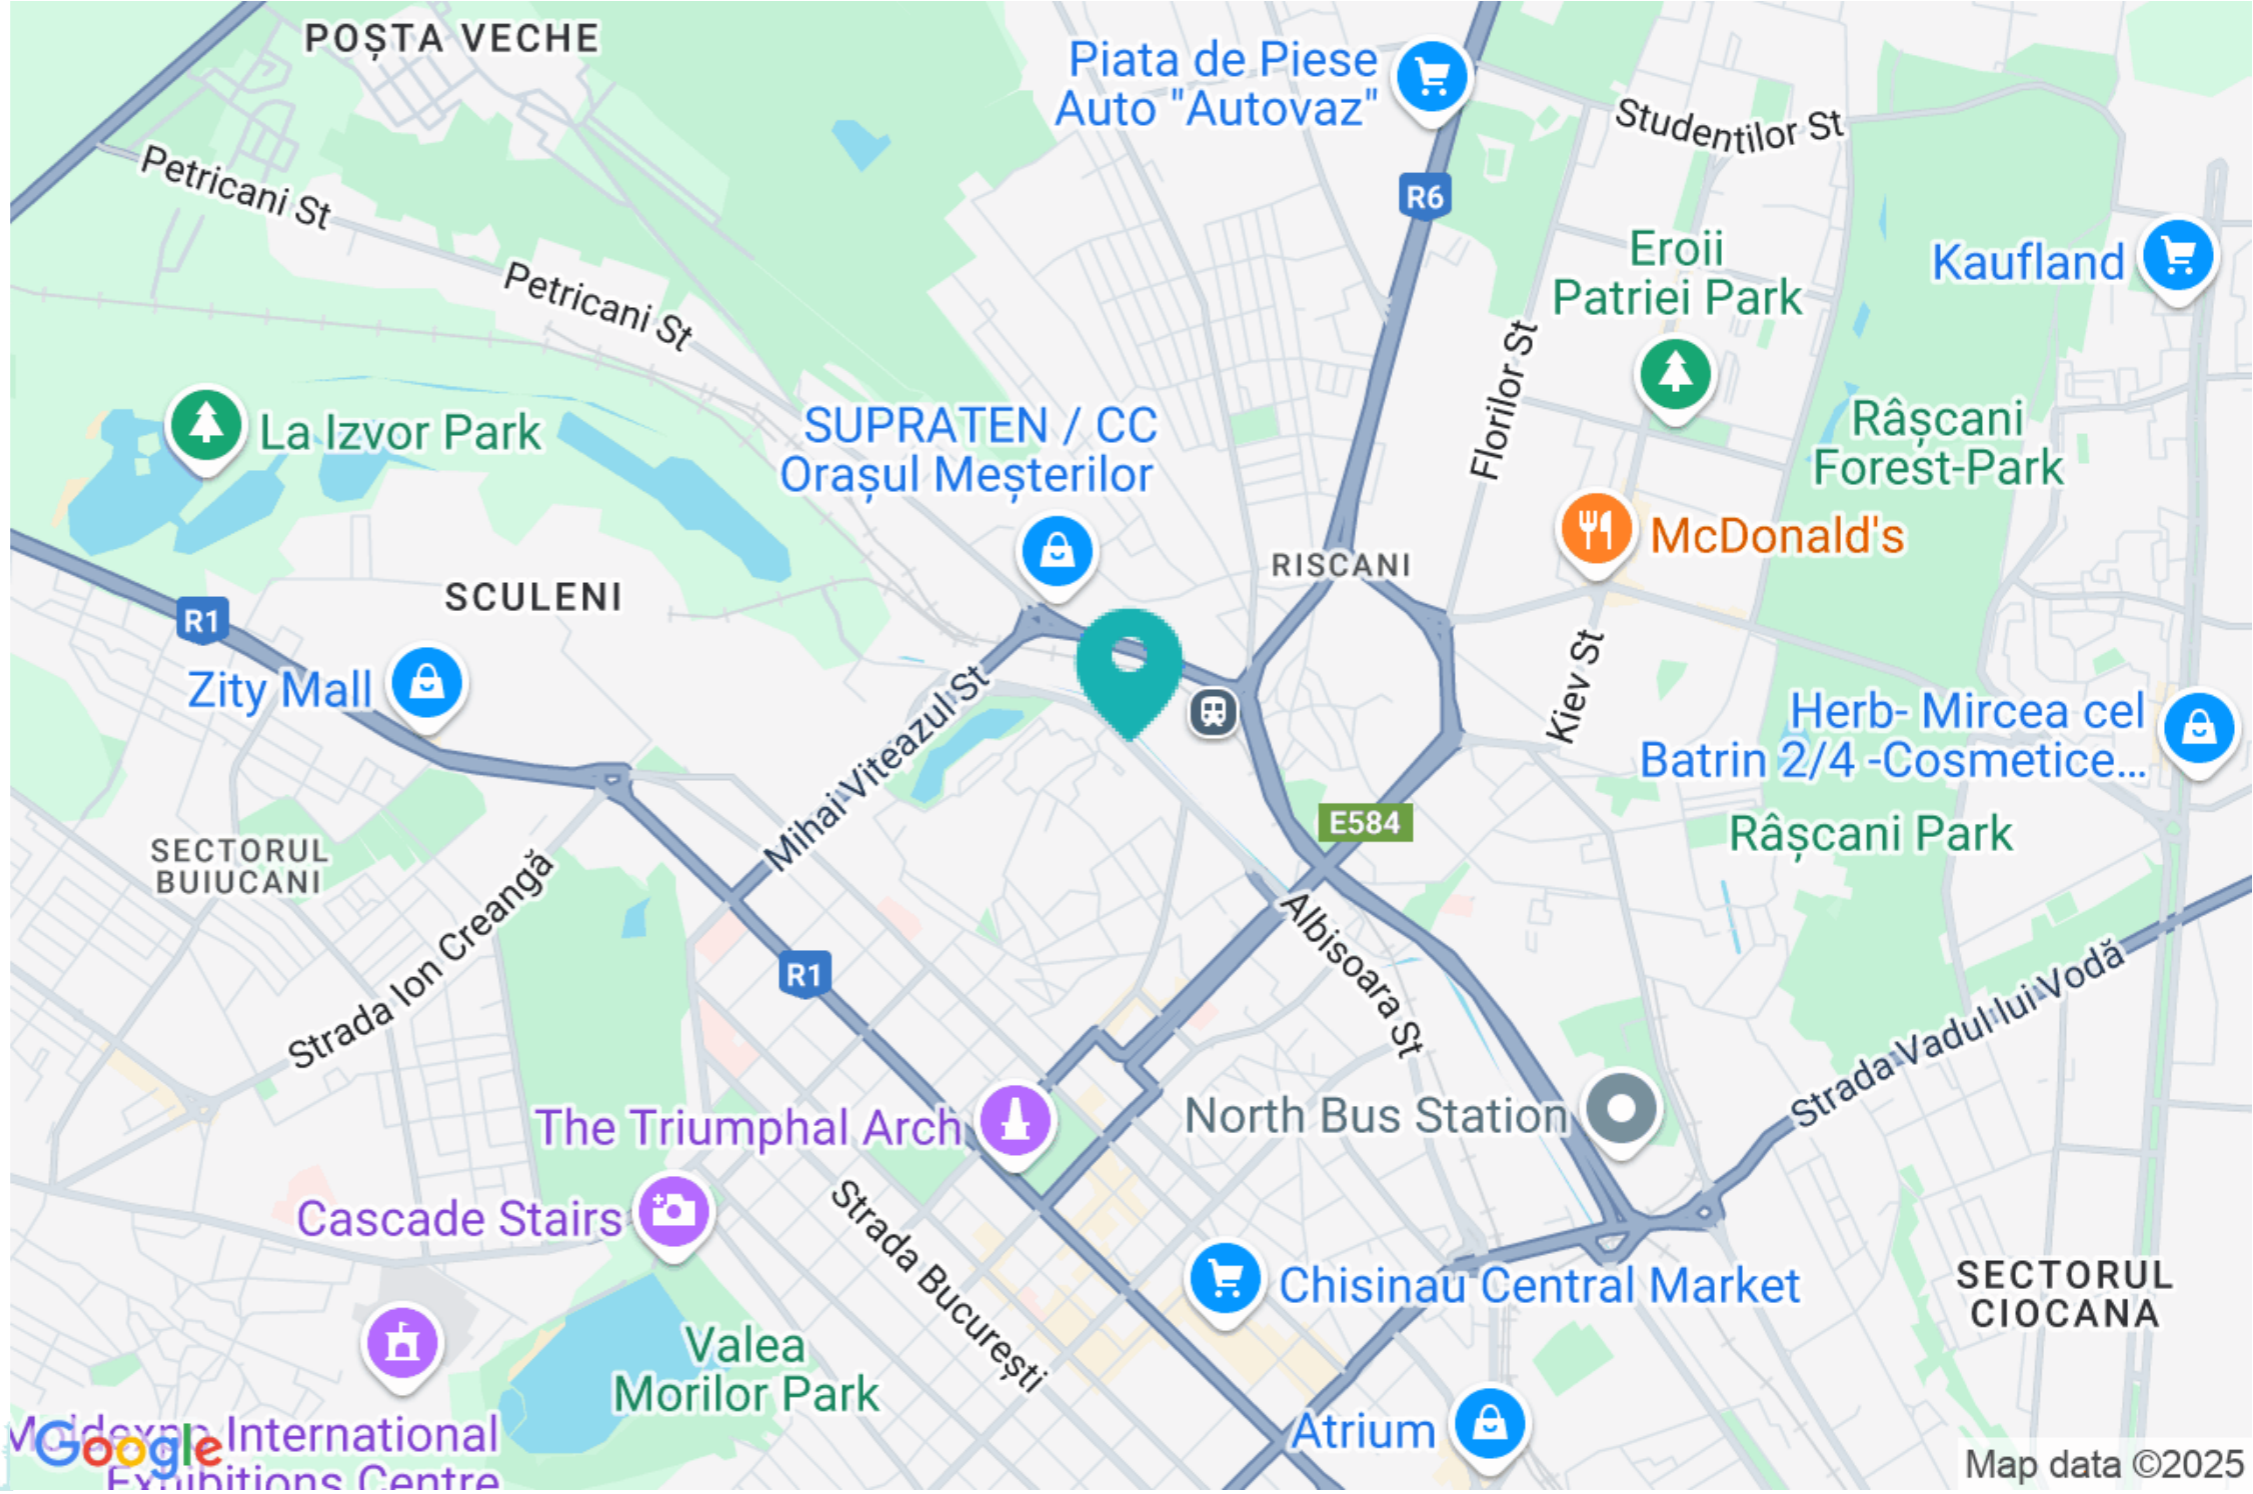 POȘTA VECHE
Piata de Piese
Auto "Autovaz"
Studentilor St
Petricani St
R6
Eroii
Patriei Park
Kaufland
Petricani St
Florilor St
La Izvor Park
SUPRATEN / CC
Orașul Meșterilor
Râșcani
Forest-Park
McDonald's
RISCANI
SCULENI
R1
Zity Mall
Mihai Viteazul St
Kiev St
Herb- Mircea cel
Batrin 2/4 -Cosmetice...
E584
Râșcani Park
SECTORUL
BUIUCANI
Strada Ion Creangă
Albisoara St
R1
Strada Vadul lui Vodă
The Triumphal Arch
North Bus Station
Cascade Stairs
Strada București
Chisinau Central Market
SECTORUL
CIOCANA
Valea
Morilor Park
Moldexpo International
Exhibitions Centre
Google
Atrium
Map data ©2025